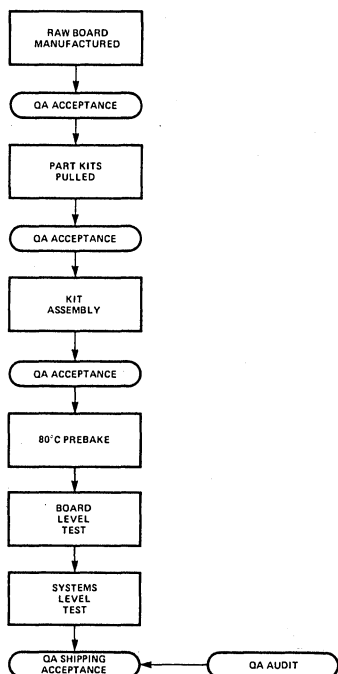 RAW BOARD
MANUFACTURED
QA ACCEPTANCE
PART KITS
PULLED
QA ACCEPTANCE
KIT
ASSEMBLY
QA ACCEPTANCE
80°C PREBAKE
BOARD
LEVEL
TEST
SYSTEMS
LEVEL
TEST
QA SHIPPING
ACCEPTANCE
QA AUDIT